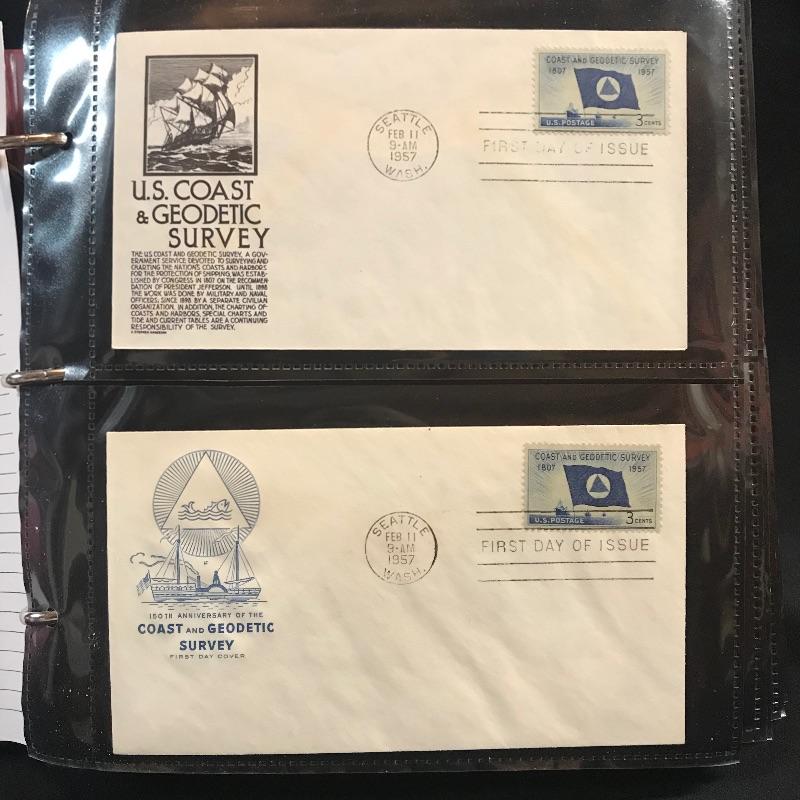 U.S. COAST
& GEODETIC
SURVEY
THE U.S. COAST AND GEODETIC SURVEY, A GOV-
ERNMENT SERVICE DEVOTED TO SURVEYING AND
CHARTING THE NATION'S COASTS AND HARBORS
FOR THE PROTECTION OF SHIPPING, WAS ESTAB-
LISHED BY CONGRESS IN 1807 ON THE RECOMMEN-
DATION OF PRESIDENT JEFFERSON. UNTIL 1898
THE WORK WAS DONE BY MILITARY AND NAVAL
OFFICERS; SINCE 1898 BY A SEPARATE CIVILIAN
ORGANIZATION. IN ADDITION, THE CHARTING OF
COASTS AND HARBORS, SPECIAL CHARTS AND
TIDE AND CURRENT TABLES ARE A CONTINUING
RESPONSIBILITY OF THE SURVEY.
SEATTLE
FEB 11
9-AM
1957
WASH.
COAST AND GEODETIC SURVEY
1807 1957
U.S. POSTAGE 3 CENTS
FIRST DAY OF ISSUE
150TH ANNIVERSARY OF THE
COAST AND GEODETIC
SURVEY
FIRST DAY COVER
SEATTLE
FEB 11
9-AM
1957
WASH.
COAST AND GEODETIC SURVEY
1807 1957
U.S. POSTAGE 3 CENTS
FIRST DAY OF ISSUE